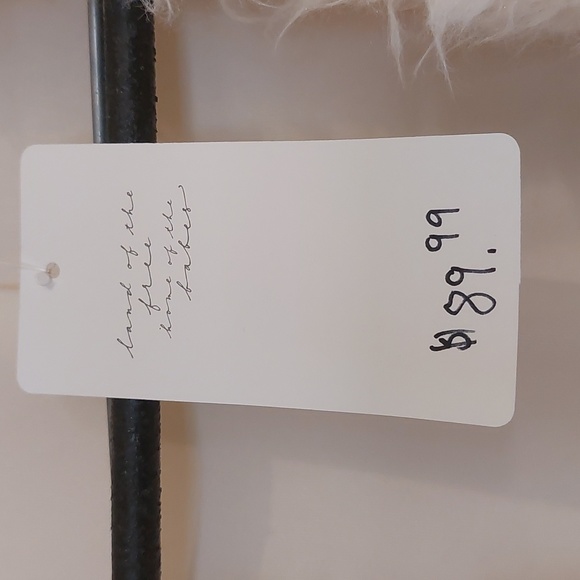 land of the
free
home of the
babes
$89.99